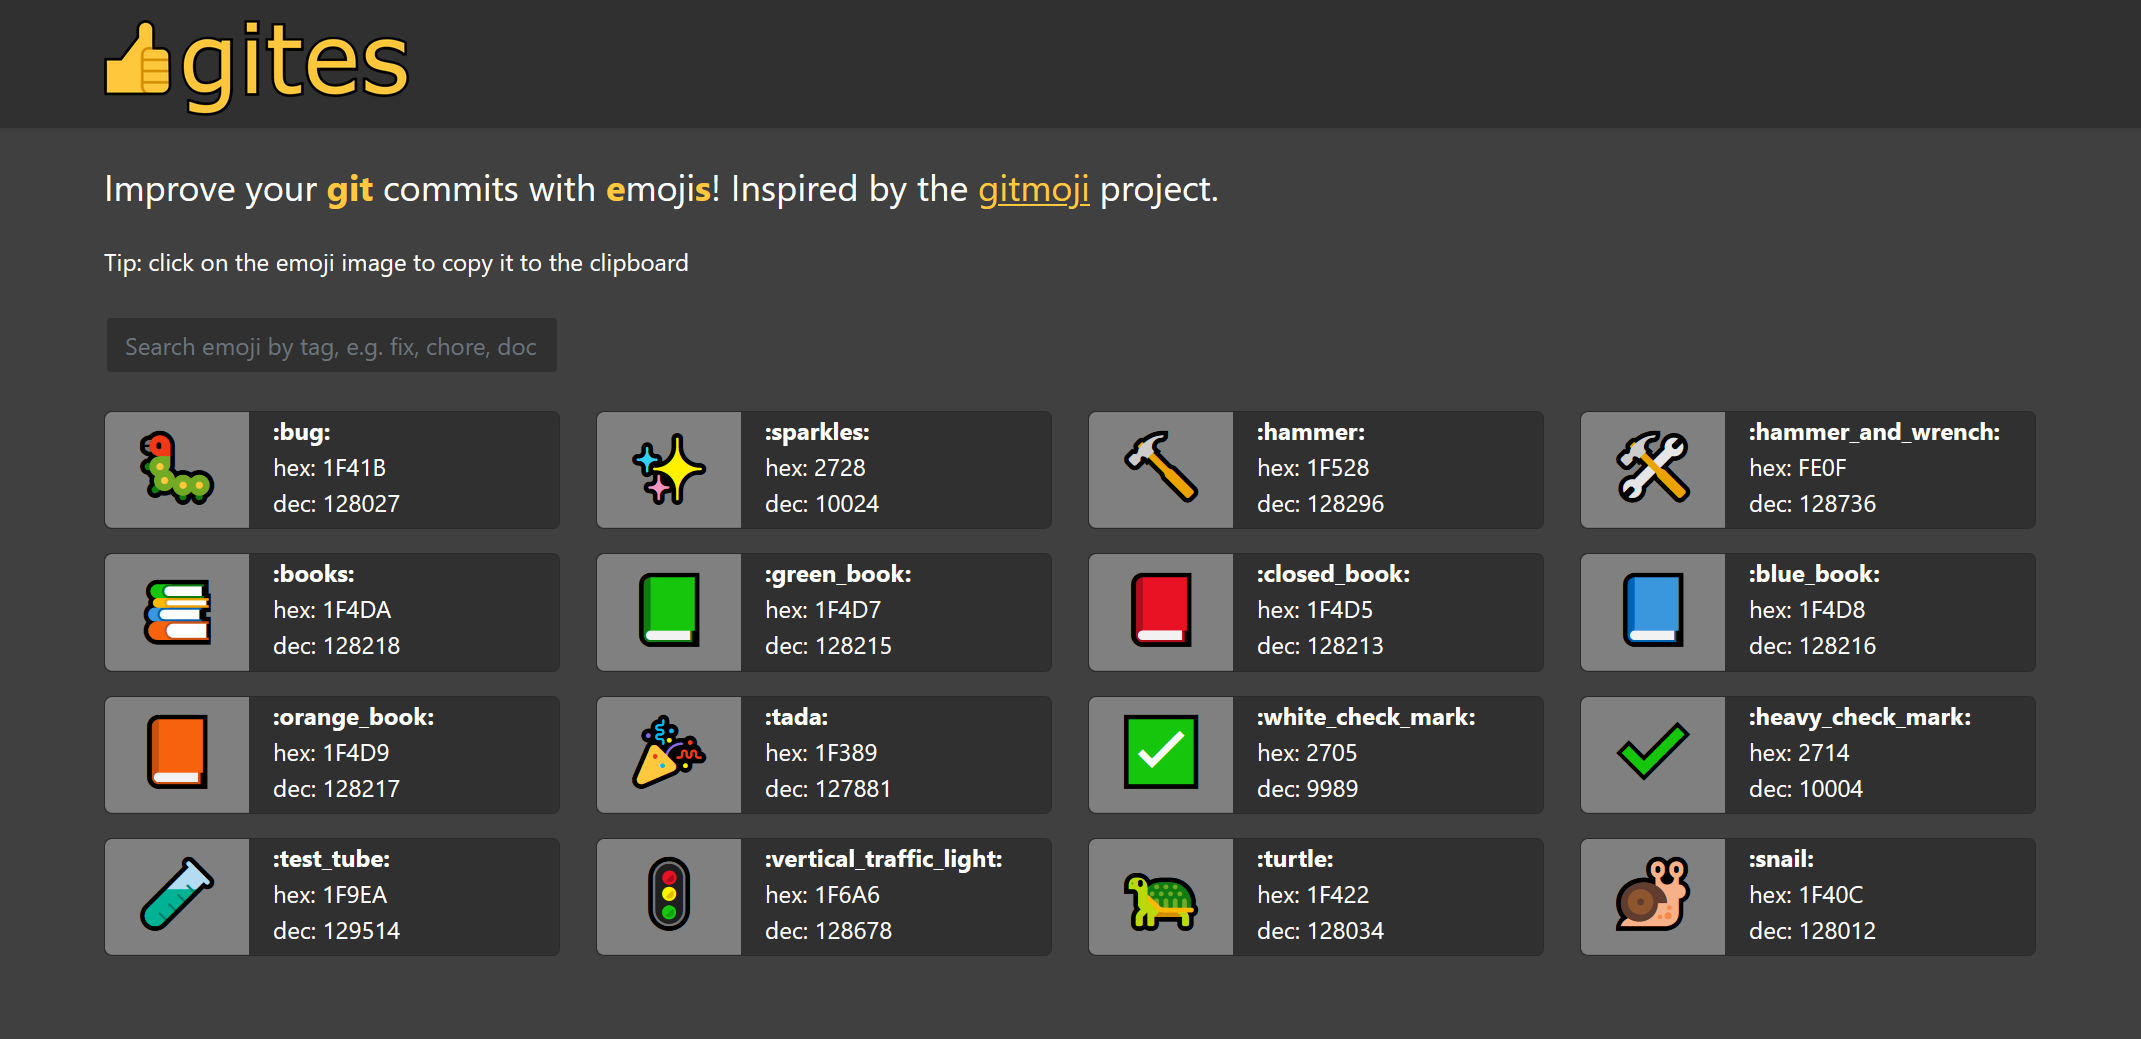 gites
Improve your git commits with emojis! Inspired by the gitmoji project.
Tip: click on the emoji image to copy it to the clipboard
Search emoji by tag, e.g. fix, chore, doc
:bug:
hex: 1F41B
dec: 128027
:sparkles:
hex: 2728
dec: 10024
:hammer:
hex: 1F528
dec: 128296
:hammer_and_wrench:
hex: FE0F
dec: 128736
:books:
hex: 1F4DA
dec: 128218
:green_book:
hex: 1F4D7
dec: 128215
:closed_book:
hex: 1F4D5
dec: 128213
:blue_book:
hex: 1F4D8
dec: 128216
:orange_book:
hex: 1F4D9
dec: 128217
:tada:
hex: 1F389
dec: 127881
:white_check_mark:
hex: 2705
dec: 9989
:heavy_check_mark:
hex: 2714
dec: 10004
:test_tube:
hex: 1F9EA
dec: 129514
:vertical_traffic_light:
hex: 1F6A6
dec: 128678
:turtle:
hex: 1F422
dec: 128034
:snail:
hex: 1F40C
dec: 128012